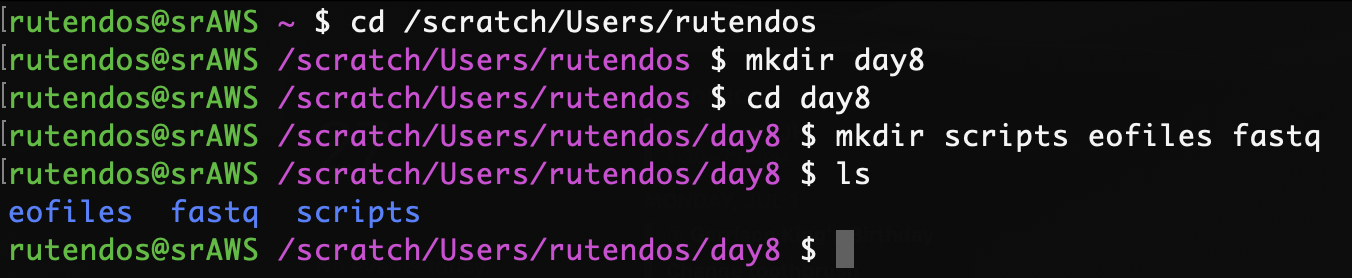 [rutendos@srAWS ~ $ cd /scratch/Users/rutendos
[rutendos@srAWS /scratch/Users/rutendos $ mkdir day8
[rutendos@srAWS /scratch/Users/rutendos $ cd day8
[rutendos@srAWS /scratch/Users/rutendos/day8 $ mkdir scripts eofiles fastq
[rutendos@srAWS /scratch/Users/rutendos/day8 $ ls
eofiles  fastq  scripts
rutendos@srAWS /scratch/Users/rutendos/day8 $